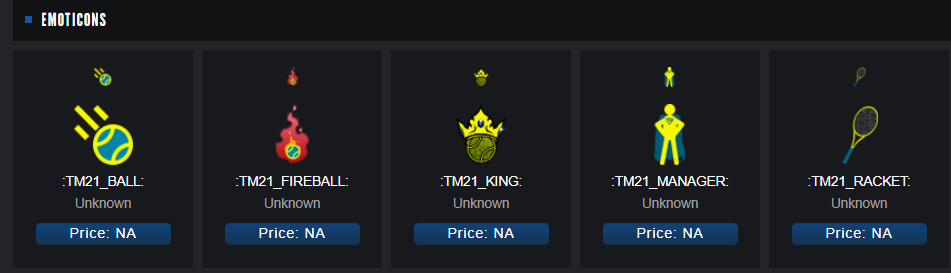 EMOTICONS
:TM21_BALL: :TM21_FIREBALL: :TM21_KING: :TM21_MANAGER: :TM21_RACKET:
Unknown Unknown Unknown Unknown Unknown
Price: NA Price: NA Price: NA Price: NA Price: NA